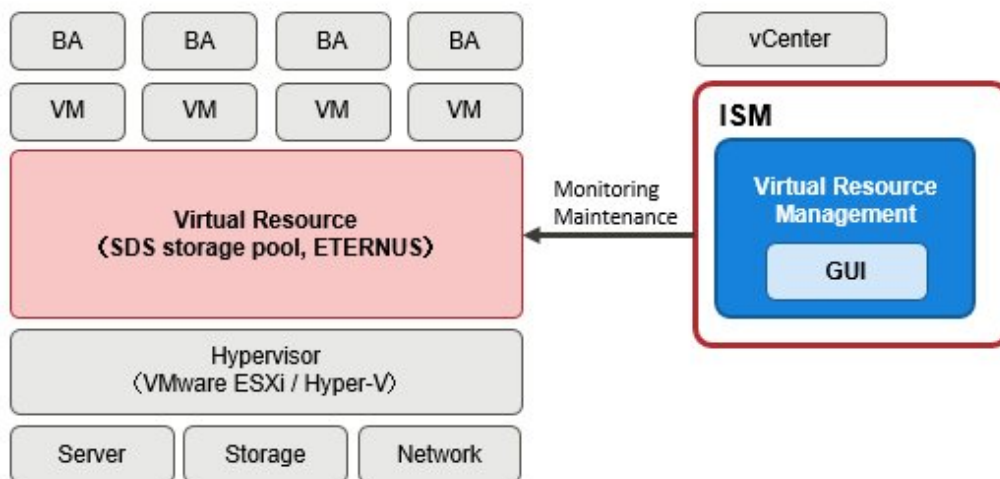 BA
BA
BA
BA
VM
VM
VM
VM
Virtual Resource
（SDS storage pool, ETERNUS）
Hypervisor
（VMware ESXi / Hyper-V）
Server
Storage
Network
Monitoring
Maintenance
vCenter
ISM
Virtual Resource
Management
GUI